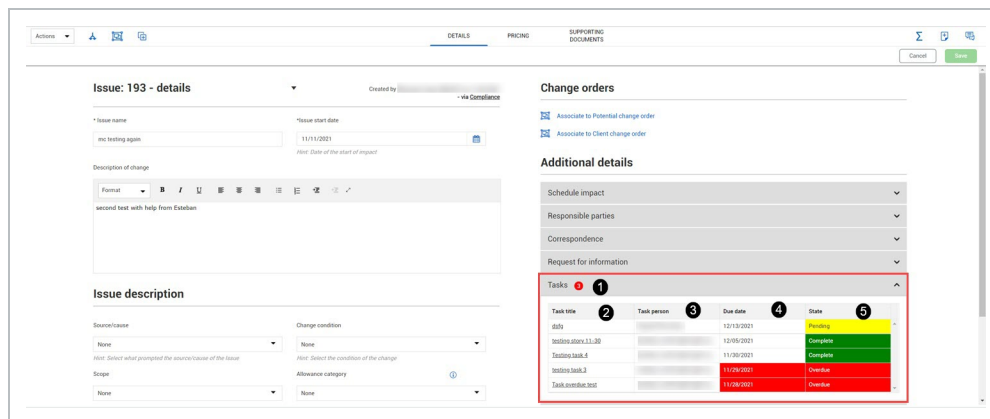 Actions
DETAILS
PRICING
SUPPORTING
DOCUMENTS
Cancel
Save
Issue: 193 - details
Created by
- via Compliance
* Issue name
*Issue start date
mc testing again
11/11/2021
Hint: Date of the start of impact
Description of change
Format
B I U
second test with help from Esteban
Issue description
Source/cause
Change condition
None
None
Hint: Select what prompted the source/cause of the issue
Hint: Select the condition of the change
Scope
Allowance category
None
None
Change orders
Associate to Potential change order
Associate to Client change order
Additional details
Schedule impact
Responsible parties
Correspondence
Request for information
Tasks 3 1
Task title 2 Task person 3 Due date 4 State 5
dsfg 12/13/2021 Pending
testing story 11-30 12/05/2021 Complete
Testing task 4 11/30/2021 Complete
testing task 3 11/29/2021 Overdue
Task overdue test 11/28/2021 Overdue